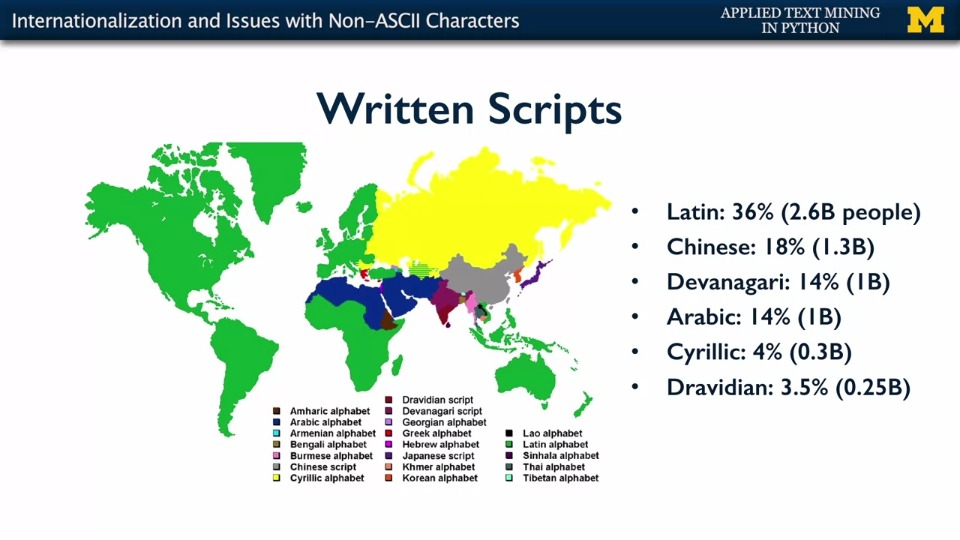 Internationalization and Issues with Non-ASCII Characters
APPLIED TEXT MINING
IN PYTHON
M
Written Scripts
• Latin: 36% (2.6B people)
• Chinese: 18% (1.3B)
• Devanagari: 14% (1B)
• Arabic: 14% (1B)
• Cyrillic: 4% (0.3B)
• Dravidian: 3.5% (0.25B)
Amharic alphabet
Arabic alphabet
Armenian alphabet
Bengali alphabet
Burmese alphabet
Chinese script
Cyrillic alphabet
Dravidian script
Devanagari script
Georgian alphabet
Greek alphabet
Hebrew alphabet
Japanese script
Khmer alphabet
Korean alphabet
Lao alphabet
Latin alphabet
Sinhala alphabet
Thai alphabet
Tibetan alphabet